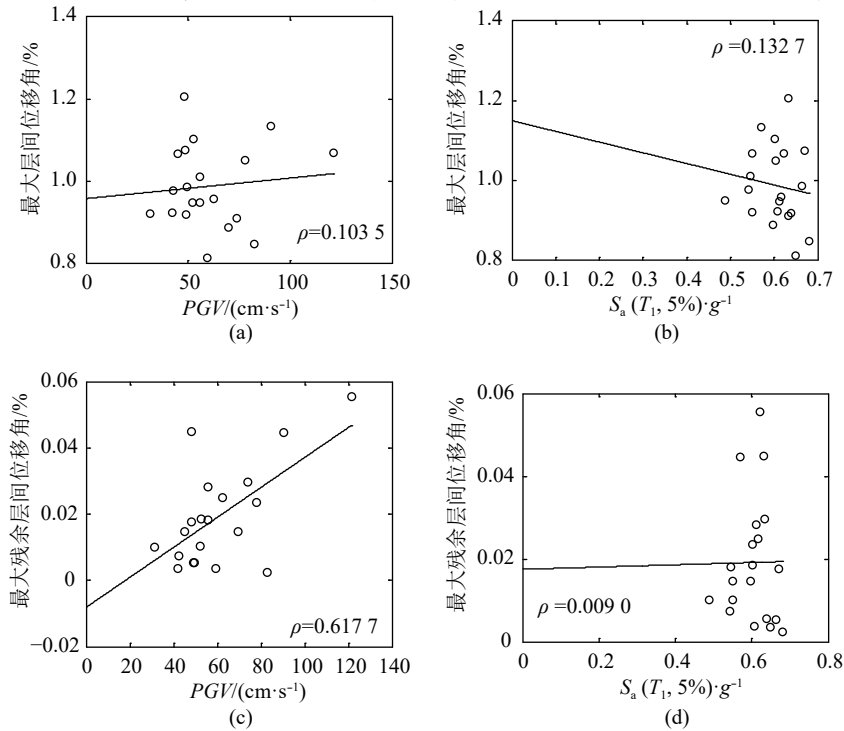 1.4
1.2
1.0
0.8
最大层间位移角/%
ρ=0.103 5
0
50
100
150
PGV/(cm·s⁻¹)
(a)
1.4
1.2
1.0
0.8
最大层间位移角/%
ρ =0.132 7
0
0.1
0.2
0.3
0.4
0.5
0.6
0.7
Sₐ (T₁, 5%)·g⁻¹
(b)
0.06
0.04
0.02
0
−0.02
最大残余层间位移角/%
ρ=0.617 7
0
20
40
60
80
100
120
140
PGV/(cm·s⁻¹)
(c)
0.06
0.04
0.02
0
最大残余层间位移角/%
ρ =0.009 0
0
0.2
0.4
0.6
0.8
Sₐ (T₁, 5%)·g⁻¹
(d)